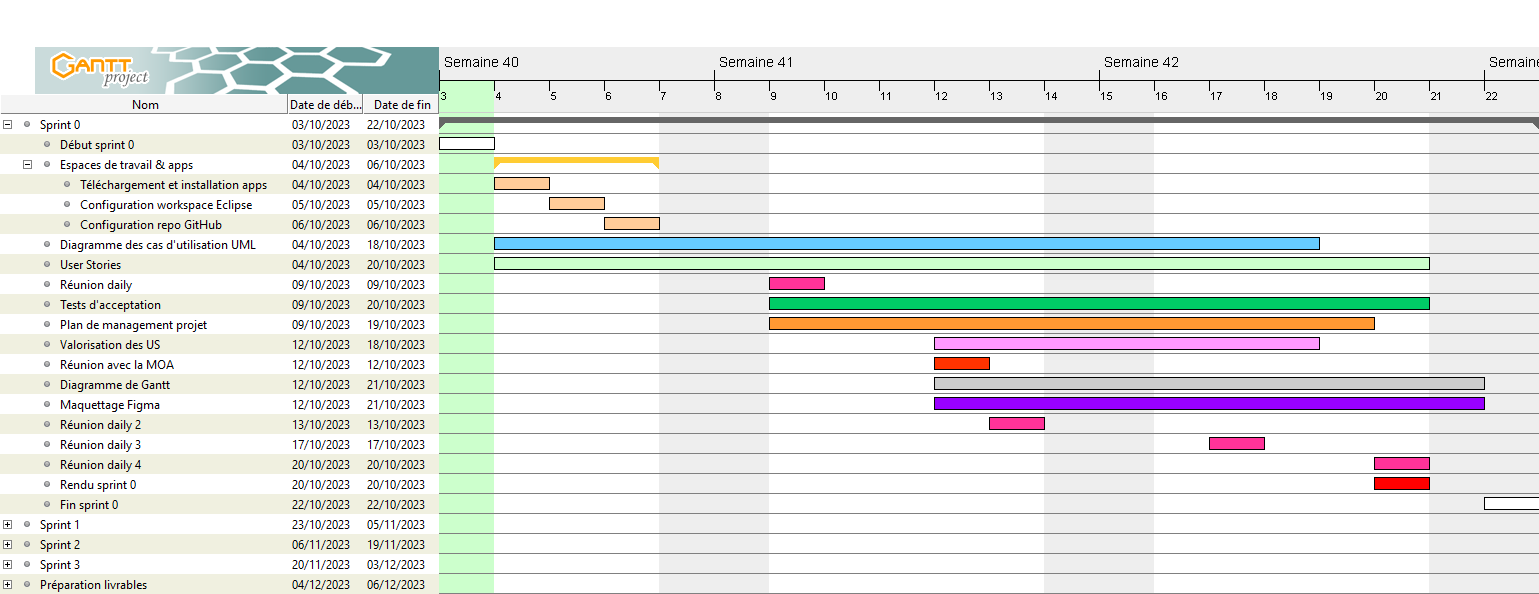 GANTT
project
Semaine 40 Semaine 41 Semaine 42 Semaine
3 4 5 6 7 8 9 10 11 12 13 14 15 16 17 18 19 20 21 22
Nom Date de déb... Date de fin
Sprint 0 03/10/2023 22/10/2023
Début sprint 0 03/10/2023 03/10/2023
Espaces de travail & apps 04/10/2023 06/10/2023
Téléchargement et installation apps 04/10/2023 04/10/2023
Configuration workspace Eclipse 05/10/2023 05/10/2023
Configuration repo GitHub 06/10/2023 06/10/2023
Diagramme des cas d'utilisation UML 04/10/2023 18/10/2023
User Stories 04/10/2023 20/10/2023
Réunion daily 09/10/2023 09/10/2023
Tests d'acceptation 09/10/2023 20/10/2023
Plan de management projet 09/10/2023 19/10/2023
Valorisation des US 12/10/2023 18/10/2023
Réunion avec la MOA 12/10/2023 12/10/2023
Diagramme de Gantt 12/10/2023 21/10/2023
Maquettage Figma 12/10/2023 21/10/2023
Réunion daily 2 13/10/2023 13/10/2023
Réunion daily 3 17/10/2023 17/10/2023
Réunion daily 4 20/10/2023 20/10/2023
Rendu sprint 0 20/10/2023 20/10/2023
Fin sprint 0 22/10/2023 22/10/2023
Sprint 1 23/10/2023 05/11/2023
Sprint 2 06/11/2023 19/11/2023
Sprint 3 20/11/2023 03/12/2023
Préparation livrables 04/12/2023 06/12/2023